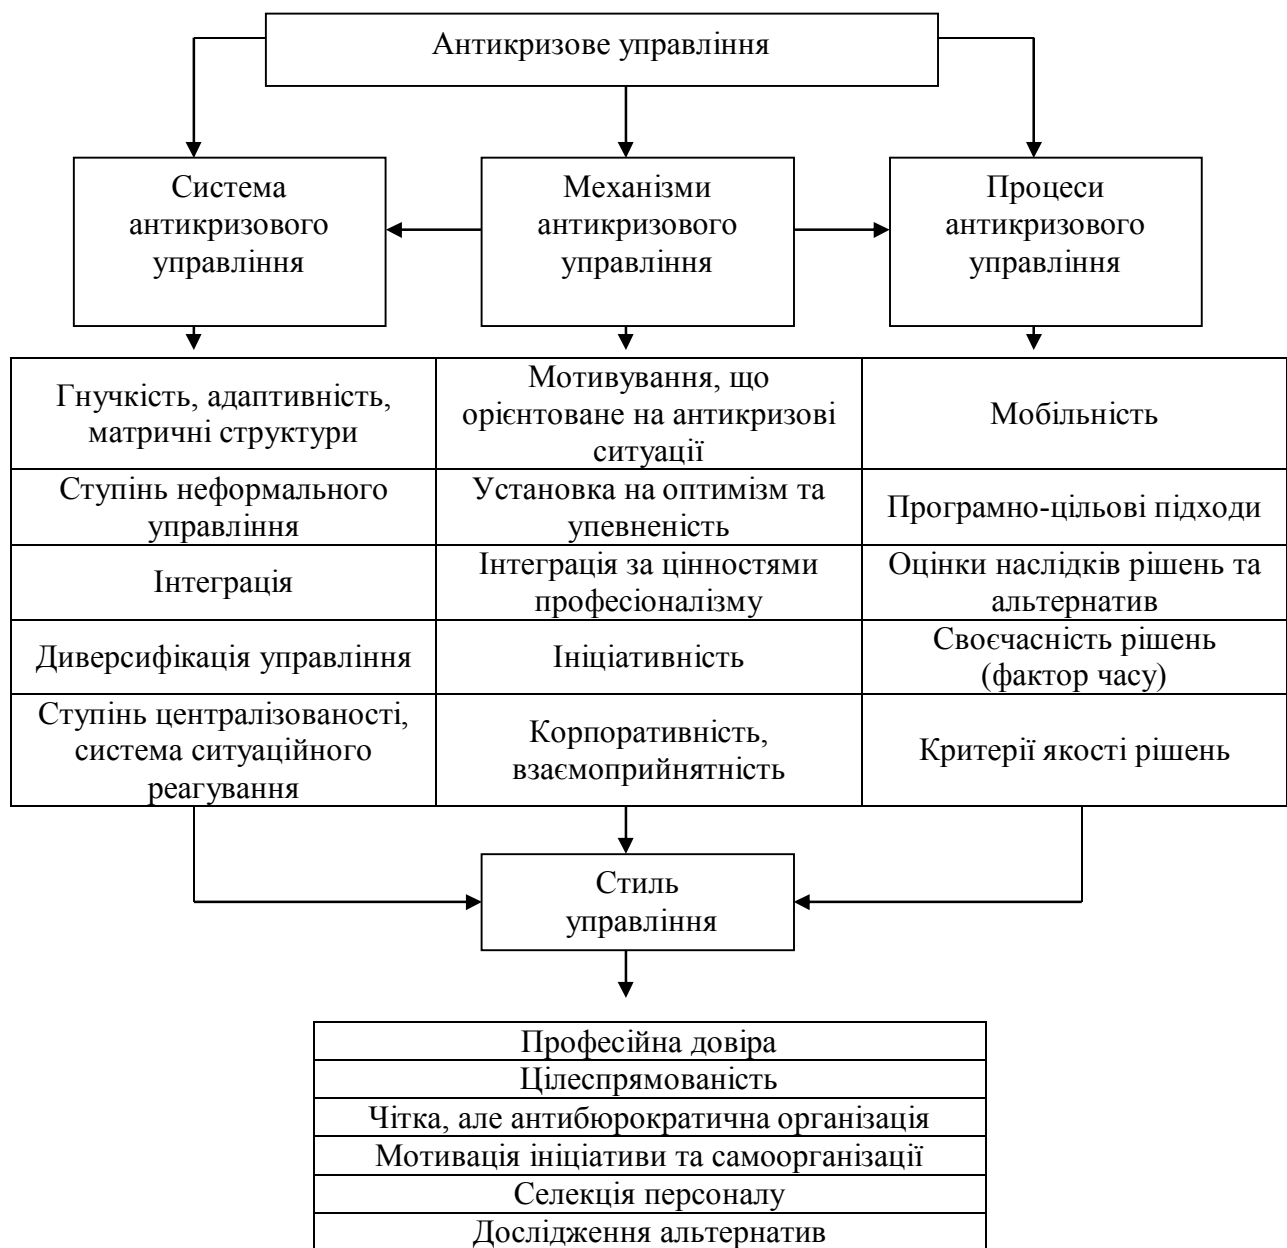 Антикризове управління
Система
антикризового
управління
Механізми
антикризового
управління
Процеси
антикризового
управління
Гнучкість, адаптивність,
матричні структури
Мотивування, що
орієнтоване на антикризові
ситуації
Мобільність
Ступінь неформального
управління
Установка на оптимізм та
упевненість
Програмно-цільові підходи
Інтеграція
Інтеграція за цінностями
професіоналізму
Оцінки наслідків рішень та
альтернатив
Диверсифікація управління
Ініціативність
Своєчасність рішень
(фактор часу)
Ступінь централізованості,
система ситуаційного
реагування
Корпоративність,
взаємоприйнятність
Критерії якості рішень
Стиль
управління
Професійна довіра
Цілеспрямованість
Чітка, але антибюрократична організація
Мотивація ініціативи та самоорганізації
Селекція персоналу
Дослідження альтернатив